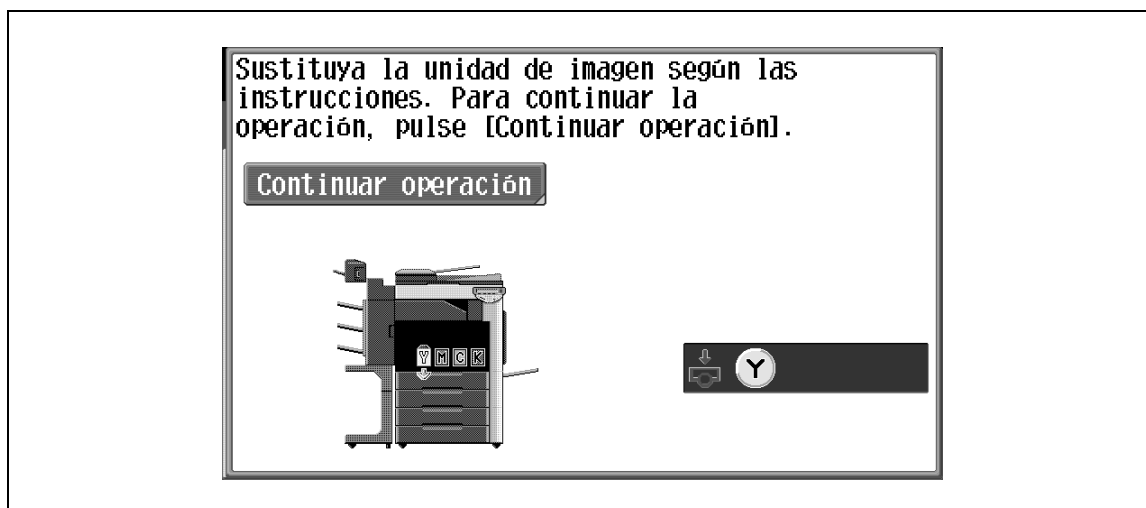 Sustituya la unidad de imagen según las
instrucciones. Para continuar la
operación, pulse [Continuar operación].
Continuar operación
Y M C K
Y